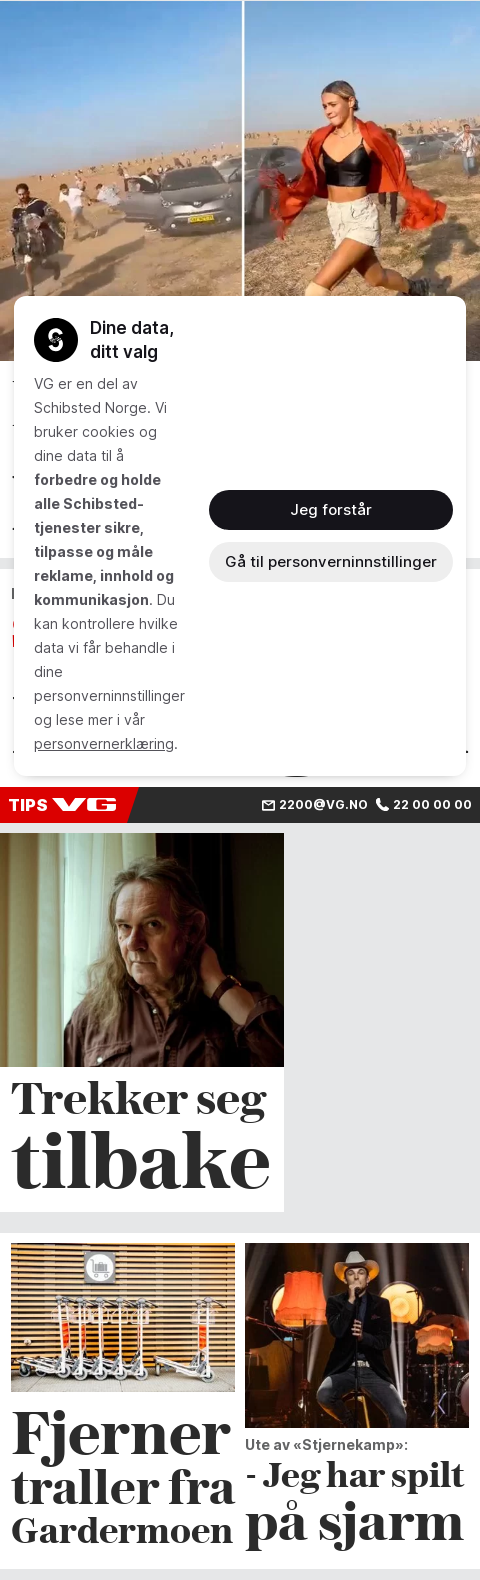 Dine data,
ditt valg
VG er en del av
Schibsted Norge. Vi
bruker cookies og
dine data til å
forbedre og holde
alle Schibsted-
tjenester sikre,
tilpasse og måle
reklame, innhold og
kommunikasjon. Du
kan kontrollere hvilke
data vi får behandle i
dine
personverninnstillinger
og lese mer i vår
personvernerklæring.
Jeg forstår
Gå til personverninnstillinger
TIPS VG 2200@VG.NO 22 00 00 00
Trekker seg
tilbake
Fjerner
traller fra
Gardermoen
Ute av «Stjernekamp»:
- Jeg har spilt
på sjarm